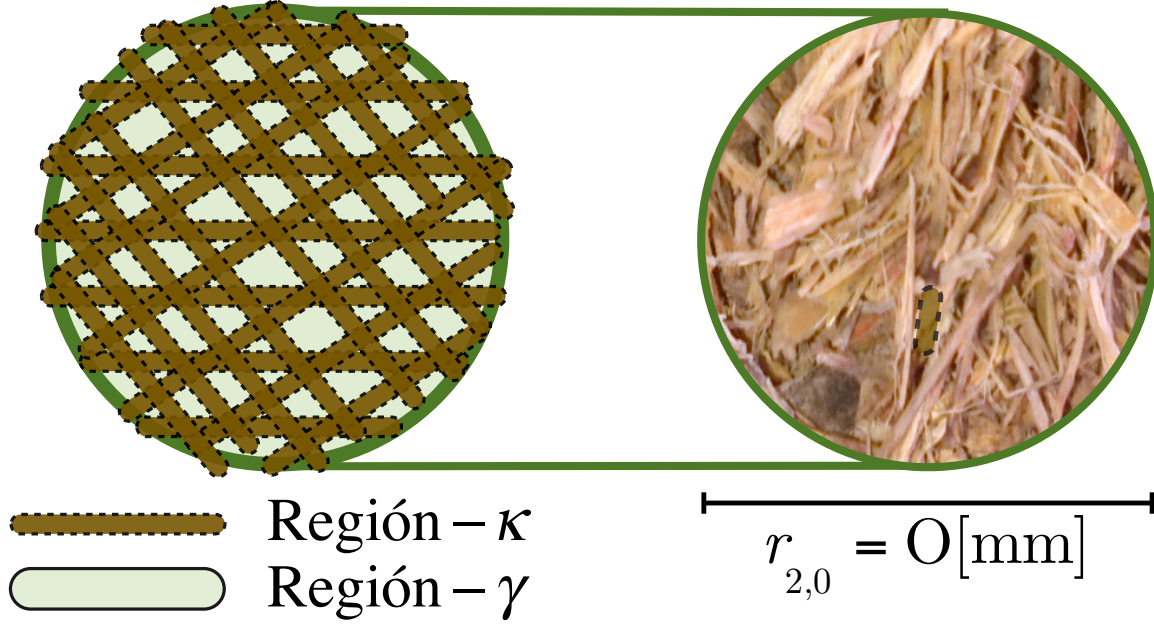 Región – κ
Región – γ
r₂,₀ = O[mm]